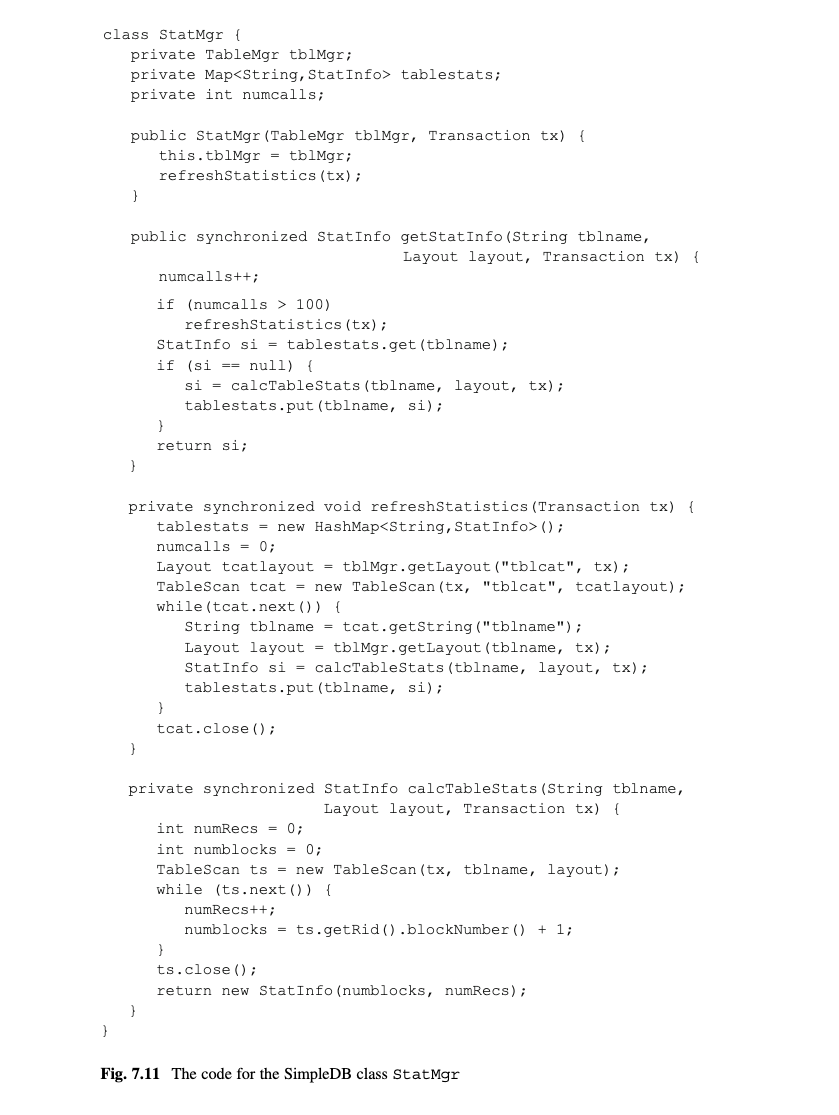 class StatMgr {
   private TableMgr tblMgr;
   private Map<String,StatInfo> tablestats;
   private int numcalls;

   public StatMgr(TableMgr tblMgr, Transaction tx) {
      this.tblMgr = tblMgr;
      refreshStatistics(tx);
   }

   public synchronized StatInfo getStatInfo(String tblname,
                                Layout layout, Transaction tx) {
      numcalls++;
      if (numcalls > 100)
         refreshStatistics(tx);
      StatInfo si = tablestats.get(tblname);
      if (si == null) {
         si = calcTableStats(tblname, layout, tx);
         tablestats.put(tblname, si);
      }
      return si;
   }

   private synchronized void refreshStatistics(Transaction tx) {
      tablestats = new HashMap<String,StatInfo>();
      numcalls = 0;
      Layout tcatlayout = tblMgr.getLayout("tblcat", tx);
      TableScan tcat = new TableScan(tx, "tblcat", tcatlayout);
      while(tcat.next()) {
         String tblname = tcat.getString("tblname");
         Layout layout = tblMgr.getLayout(tblname, tx);
         StatInfo si = calcTableStats(tblname, layout, tx);
         tablestats.put(tblname, si);
      }
      tcat.close();
   }

   private synchronized StatInfo calcTableStats(String tblname,
                        Layout layout, Transaction tx) {
      int numRecs = 0;
      int numblocks = 0;
      TableScan ts = new TableScan(tx, tblname, layout);
      while (ts.next()) {
         numRecs++;
         numblocks = ts.getRid().blockNumber() + 1;
      }
      ts.close();
      return new StatInfo(numblocks, numRecs);
   }
}

Fig. 7.11 The code for the SimpleDB class StatMgr